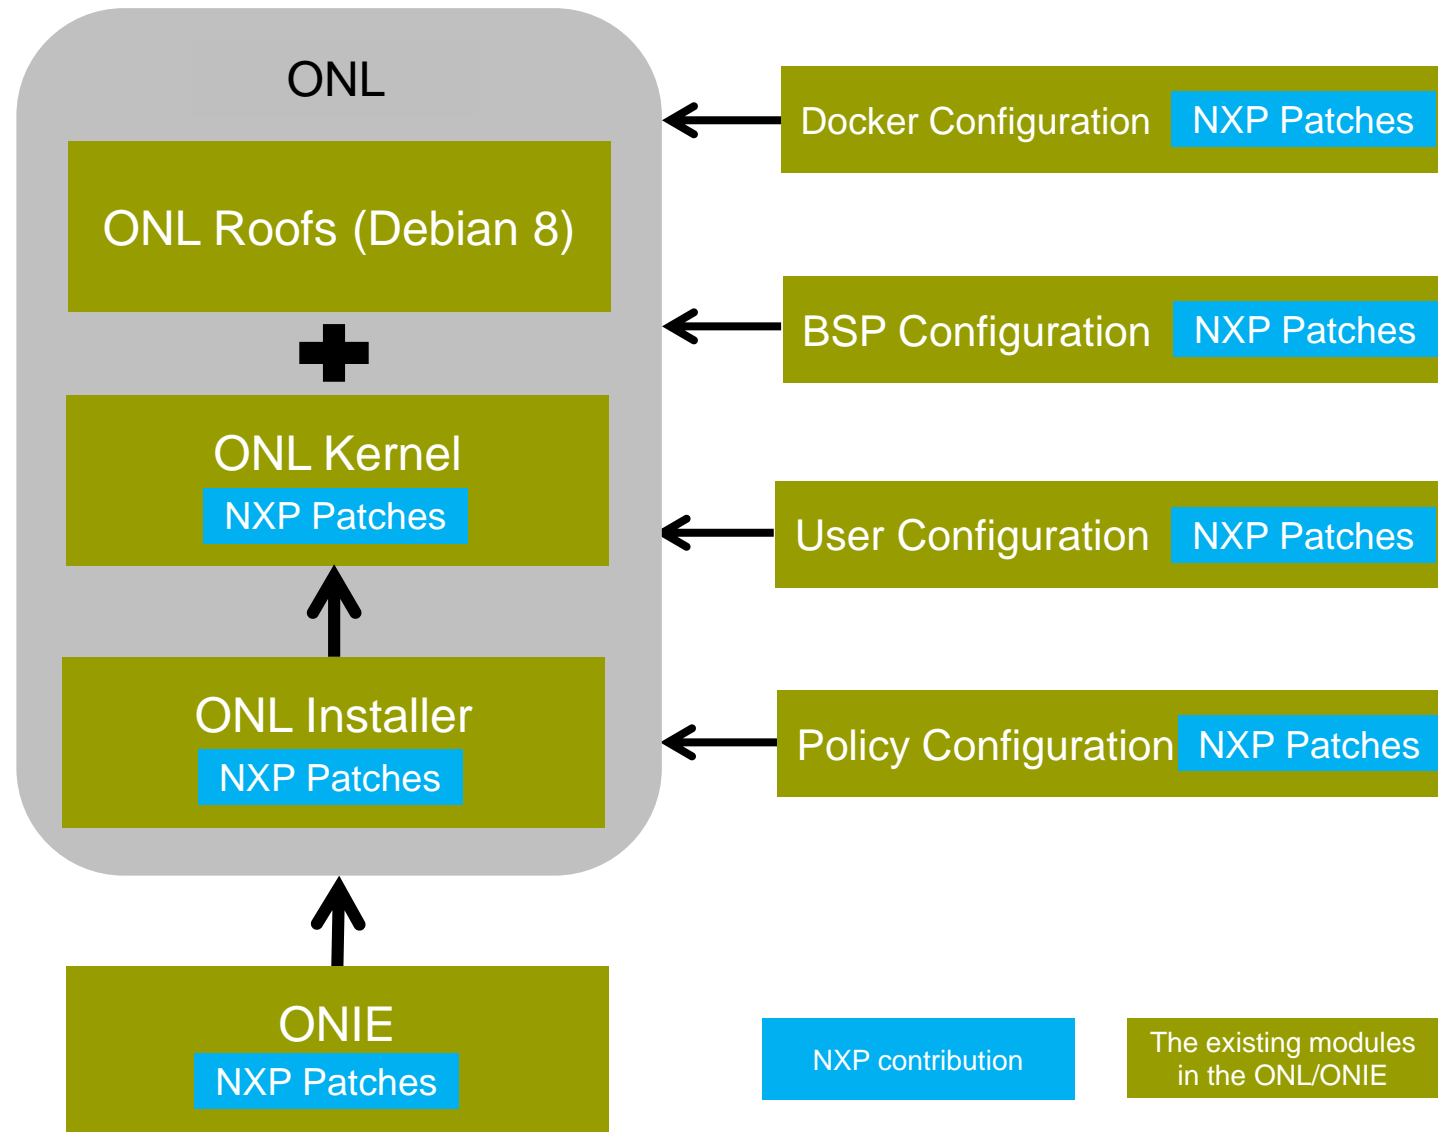 ONL
ONL Roofs (Debian 8)
ONL Kernel
NXP Patches
ONL Installer
NXP Patches
ONIE
NXP Patches
Docker Configuration NXP Patches
BSP Configuration NXP Patches
User Configuration NXP Patches
Policy Configuration NXP Patches
NXP contribution
The existing modules
in the ONL/ONIE